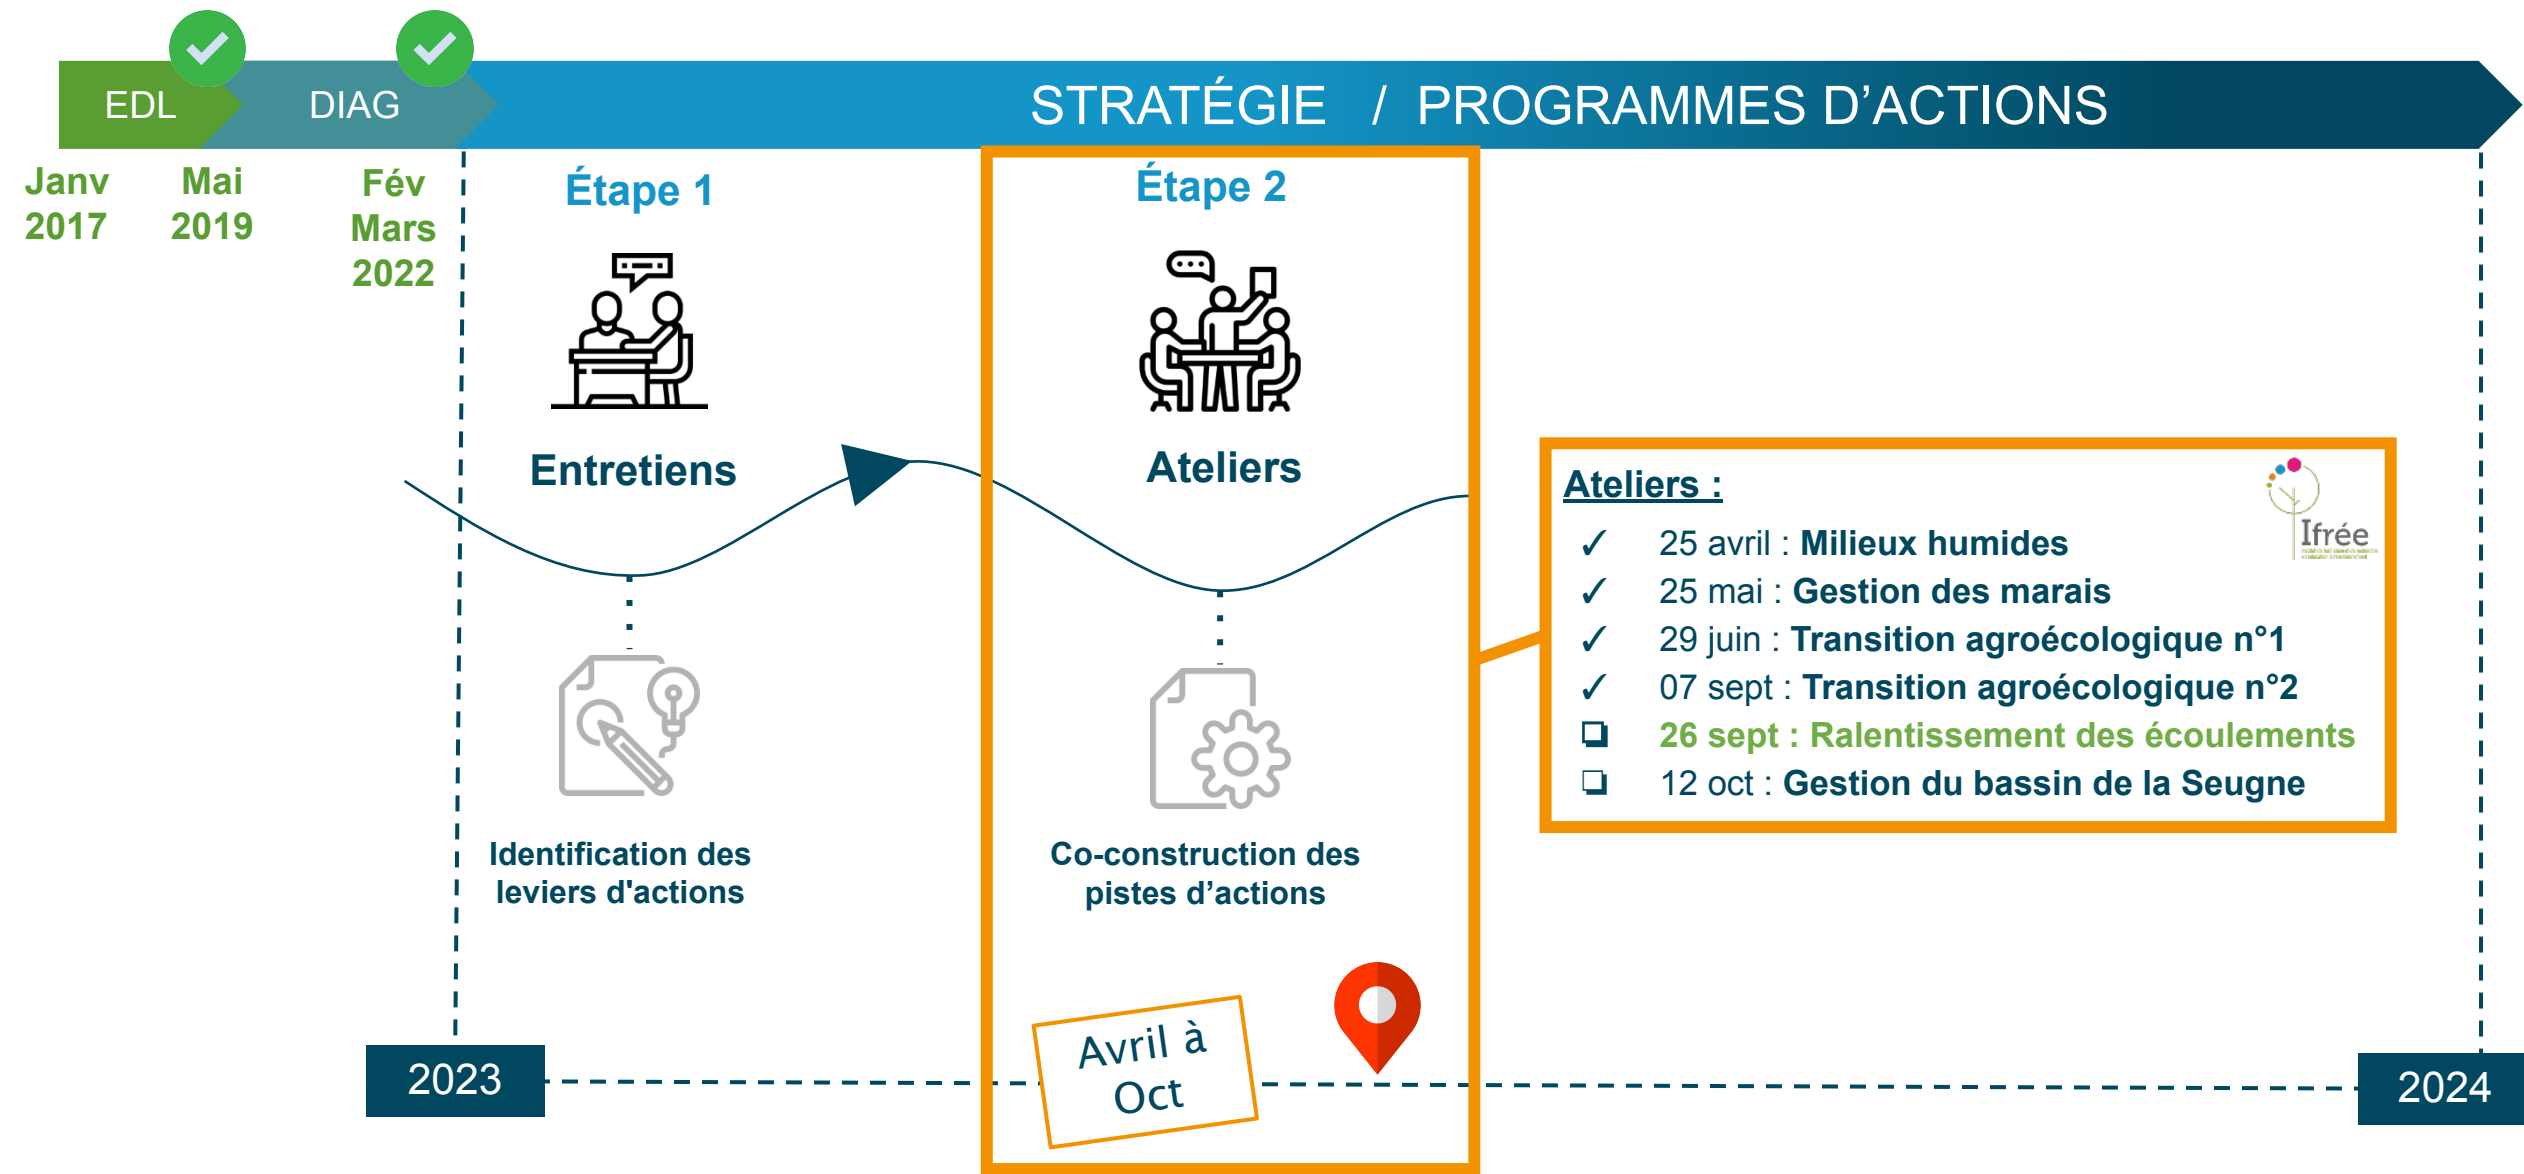 EDL
DIAG
STRATÉGIE / PROGRAMMES D’ACTIONS
Janv
2017
Mai
2019
Fév
Mars
2022
Étape 1
Entretiens
Identification des
leviers d'actions
Étape 2
Ateliers
Co-construction des
pistes d’actions
Avril à
Oct
Ateliers :
✓ 25 avril : Milieux humides
✓ 25 mai : Gestion des marais
✓ 29 juin : Transition agroécologique n°1
✓ 07 sept : Transition agroécologique n°2
❑ 26 sept : Ralentissement des écoulements
❑ 12 oct : Gestion du bassin de la Seugne
Ifrée
2023
2024